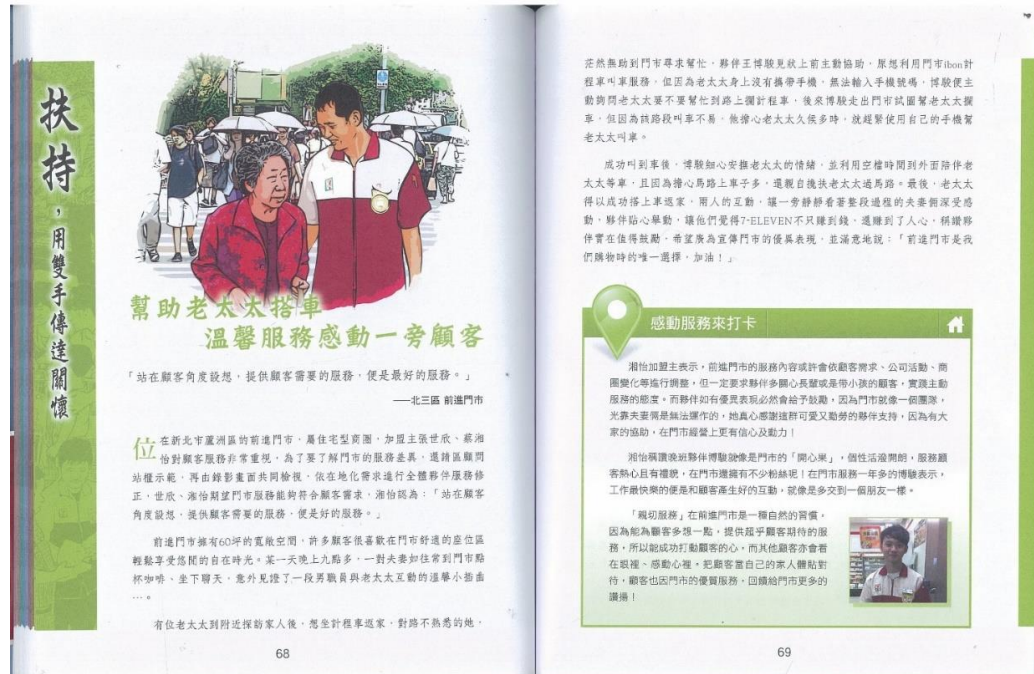 扶持，用雙手傳達關懷
幫助老太太搭車
溫馨服務感動一旁顧客
「站在顧客角度設想，提供顧客需要的服務，便是最好的服務。」
──北三區 前進門市
位在新北市蘆洲區的前進門市，屬住宅型商圈，加盟主張世欣、蔡湘
怡對顧客服務非常重視，為了要了解門市的服務差異，還請區顧問
站櫃示範，再由錄影畫面共同檢視，依在地化需求進行全體夥伴服務修
正，世欣、湘怡期望門市服務能夠符合顧客需求，湘怡認為：「站在顧客
角度設想，提供顧客需要的服務，便是好的服務。」
前進門市擁有60坪的寬敞空間，許多顧客很喜歡在門市舒適的座位區
輕鬆享受悠閒的自在時光。某一天晚上九點多，一對夫妻如往常到門市點
杯咖啡、坐下聊天，意外見證了一段男職員與老太太互動的溫馨小插曲
…。
有位老太太到附近探訪家人後，想坐計程車返家，對路不熟悉的她，
68
茫然無助到門市尋求幫忙，夥伴王博駿見狀上前主動協助，原想利用門市ibon計
程車叫車服務，但因為老太太身上沒有攜帶手機，無法輸入手機號碼，博駿便主
動詢問老太太要不要幫忙到路上攔計程車，後來博駿走出門市試圖幫老太太攔
車，但因為該路段叫車不易，他擔心老太太久候多時，就趕緊使用自己的手機幫
老太太叫車。
成功叫到車後，博駿細心安撫老太太的情緒，並利用空檔時間到外面陪伴老
太太等車，且因為擔心馬路上車子多，還親自攙扶老太太過馬路。最後，老太太
得以成功搭上車返家，兩人的互動，讓一旁靜靜看著整段過程的夫妻倆深受感
動，夥伴貼心舉動，讓他們覺得7-ELEVEN不只賺到錢，還賺到了人心，稱讚夥
伴實在值得鼓勵，希望廣為宣傳門市的優異表現，並滿意地說：「前進門市是我
們購物時的唯一選擇，加油！」
感動服務來打卡
湘怡加盟主表示，前進門市的服務內容或許會依顧客需求、公司活動、商
圈變化等進行調整，但一定要求夥伴多關心長輩或是帶小孩的顧客，實踐主動
服務的態度。而夥伴如有優異表現必然會給予鼓勵，因為門市就像一個團隊，
光靠夫妻倆是無法運作的，她真心感謝這群可愛又勤勞的夥伴支持，因為有大
家的協助，在門市經營上更有信心及動力！
湘怡稱讚晚班夥伴博駿就像是門市的「開心果」，個性活潑開朗，服務顧
客熱心且有禮貌，在門市還擁有不少粉絲呢！在門市服務一年多的博駿表示，
工作最快樂的便是和顧客產生好的互動，就像是多交到一個朋友一樣。
「親切服務」在前進門市是一種自然的習慣，
因為能為顧客多想一點，提供超乎顧客期待的服
務，所以能成功打動顧客的心，而其他顧客亦會看
在眼裡、感動心裡。把顧客當自己的家人體貼對
待，顧客也因門市的優質服務，回饋給門市更多的
讚揚！
69